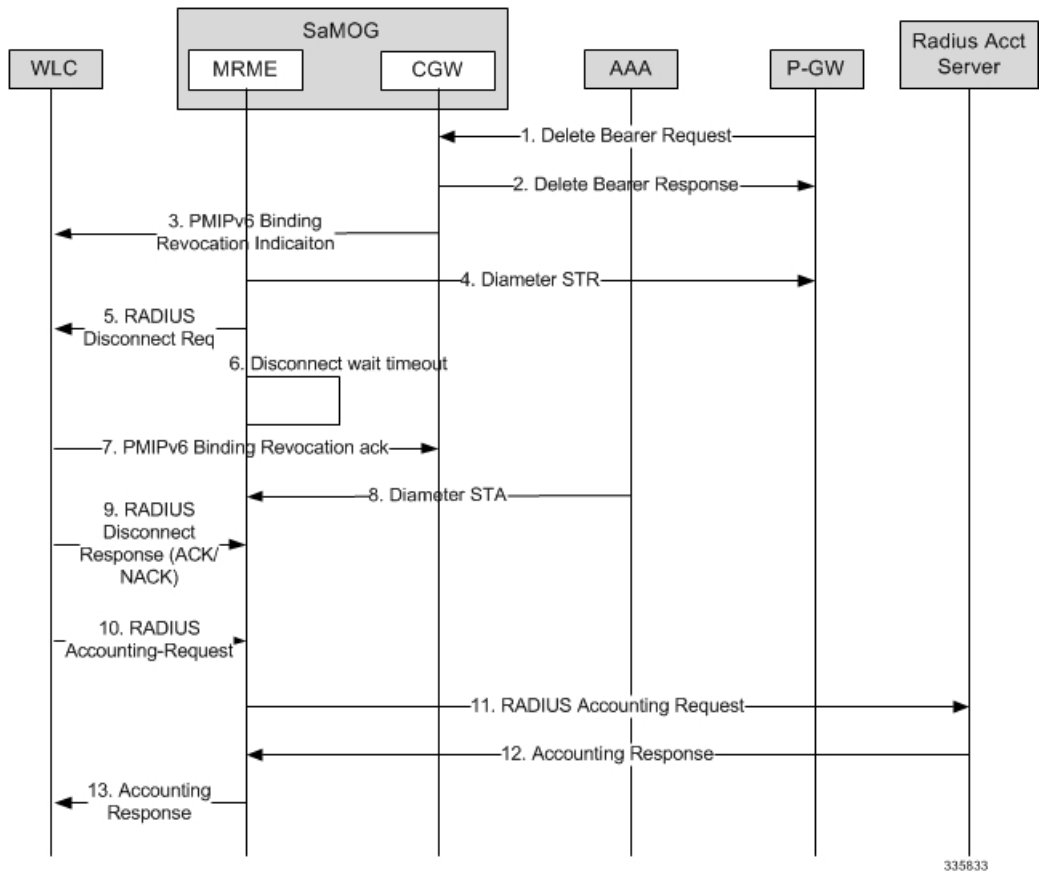 SaMOG
WLC
MRME
CGW
AAA
P-GW
Radius Acct
Server
1. Delete Bearer Request
2. Delete Bearer Response
3. PMIPv6 Binding
Revocation Indicaiton
4. Diameter STR
5. RADIUS
Disconnect Req
6. Disconnect wait timeout
7. PMIPv6 Binding Revocation ack
8. Diameter STA
9. RADIUS
Disconnect
Response (ACK/
NACK)
10. RADIUS
Accounting-Request
11. RADIUS Accounting Request
12. Accounting Response
13. Accounting
Response
335833